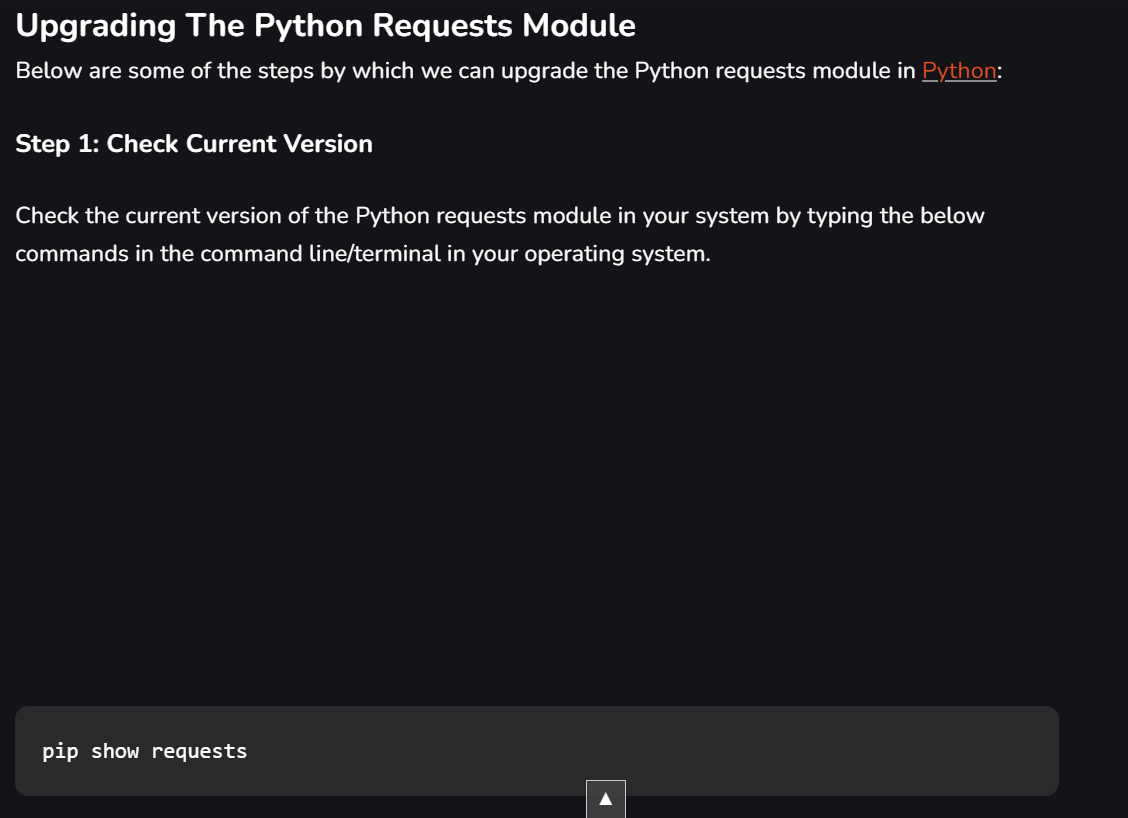 Upgrading The Python Requests Module
Below are some of the steps by which we can upgrade the Python requests module in Python:
Step 1: Check Current Version
Check the current version of the Python requests module in your system by typing the below
commands in the command line/terminal in your operating system.
pip show requests